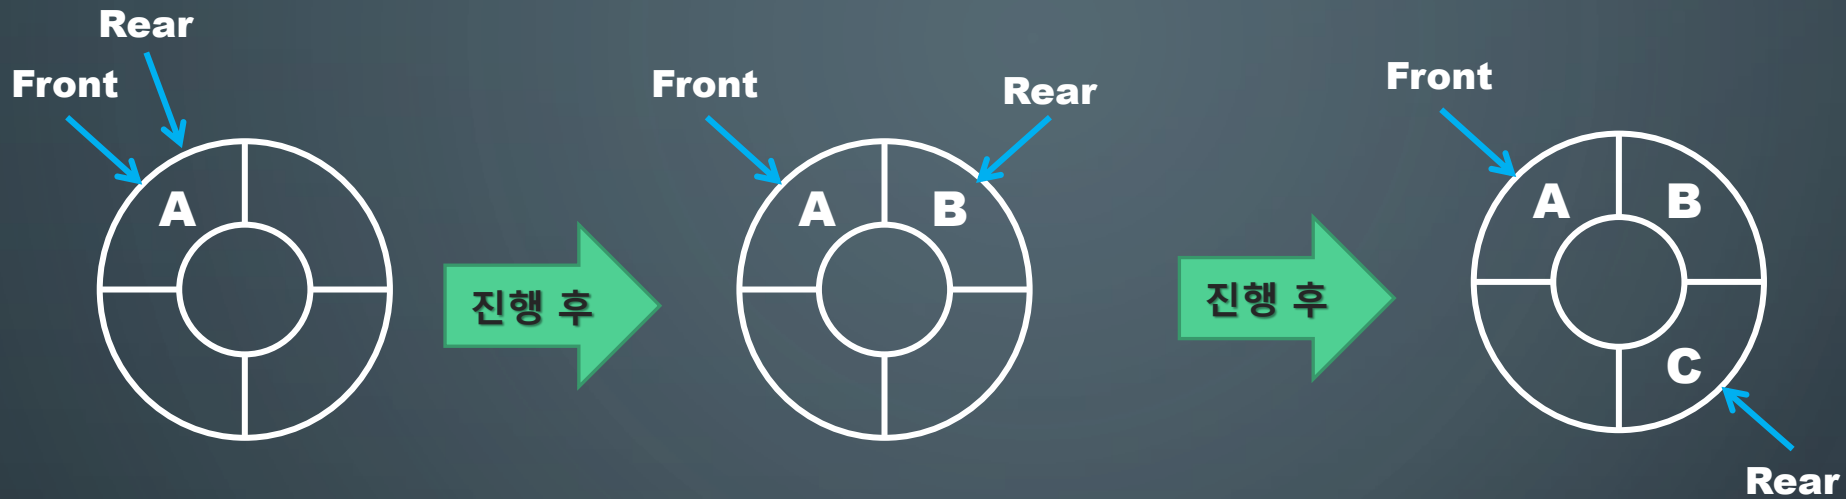 Rear
Front
A
진행 후
Front
Rear
A
B
진행 후
Front
A
B
C
Rear